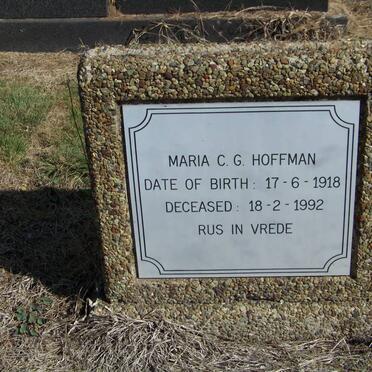 MARIA C. G. HOFFMAN
DATE OF BIRTH: 17-6-1918
DECEASED: 18-2-1992
RUS IN VREDE